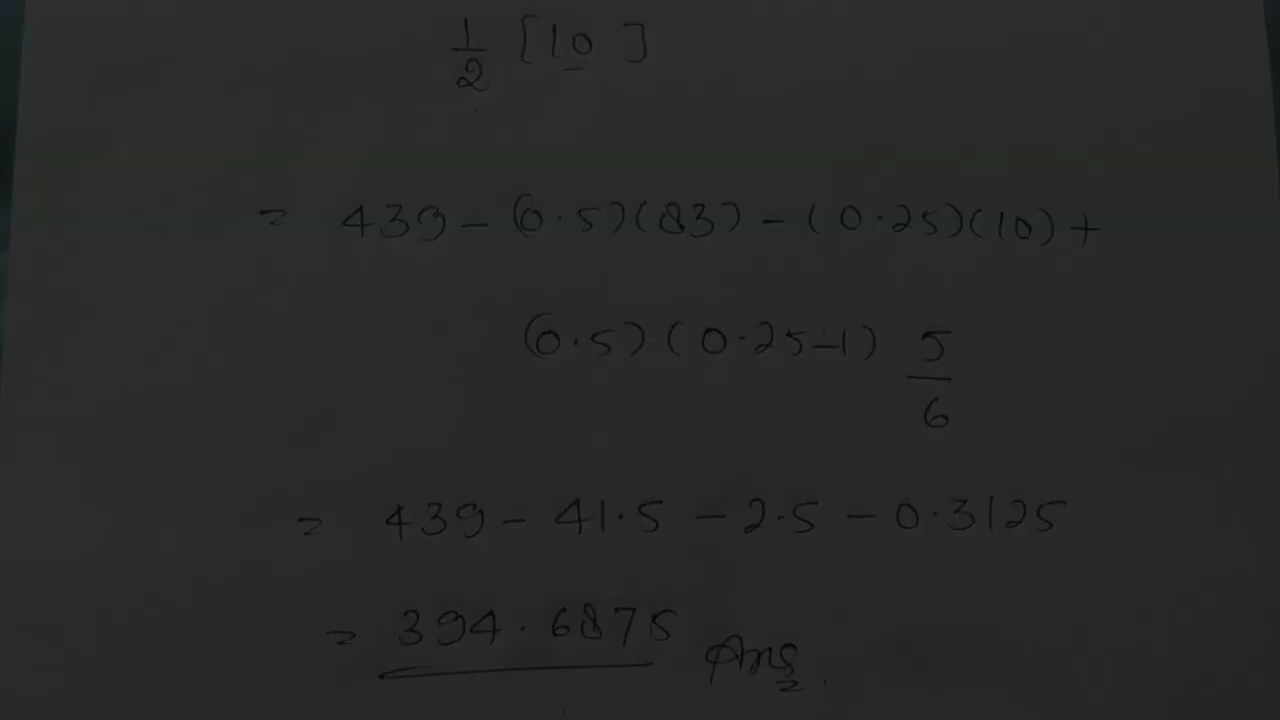 1/2 [10 ]
= 439 - (0.5)(83) - (0.25)(10) +
(0.5)(0.25-1) 5/6
= 439 - 41.5 - 2.5 - 0.3125
= 394.6875 Ans.